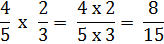 4/5 x 2/3 = 4 x 2/5 x 3 = 8/15